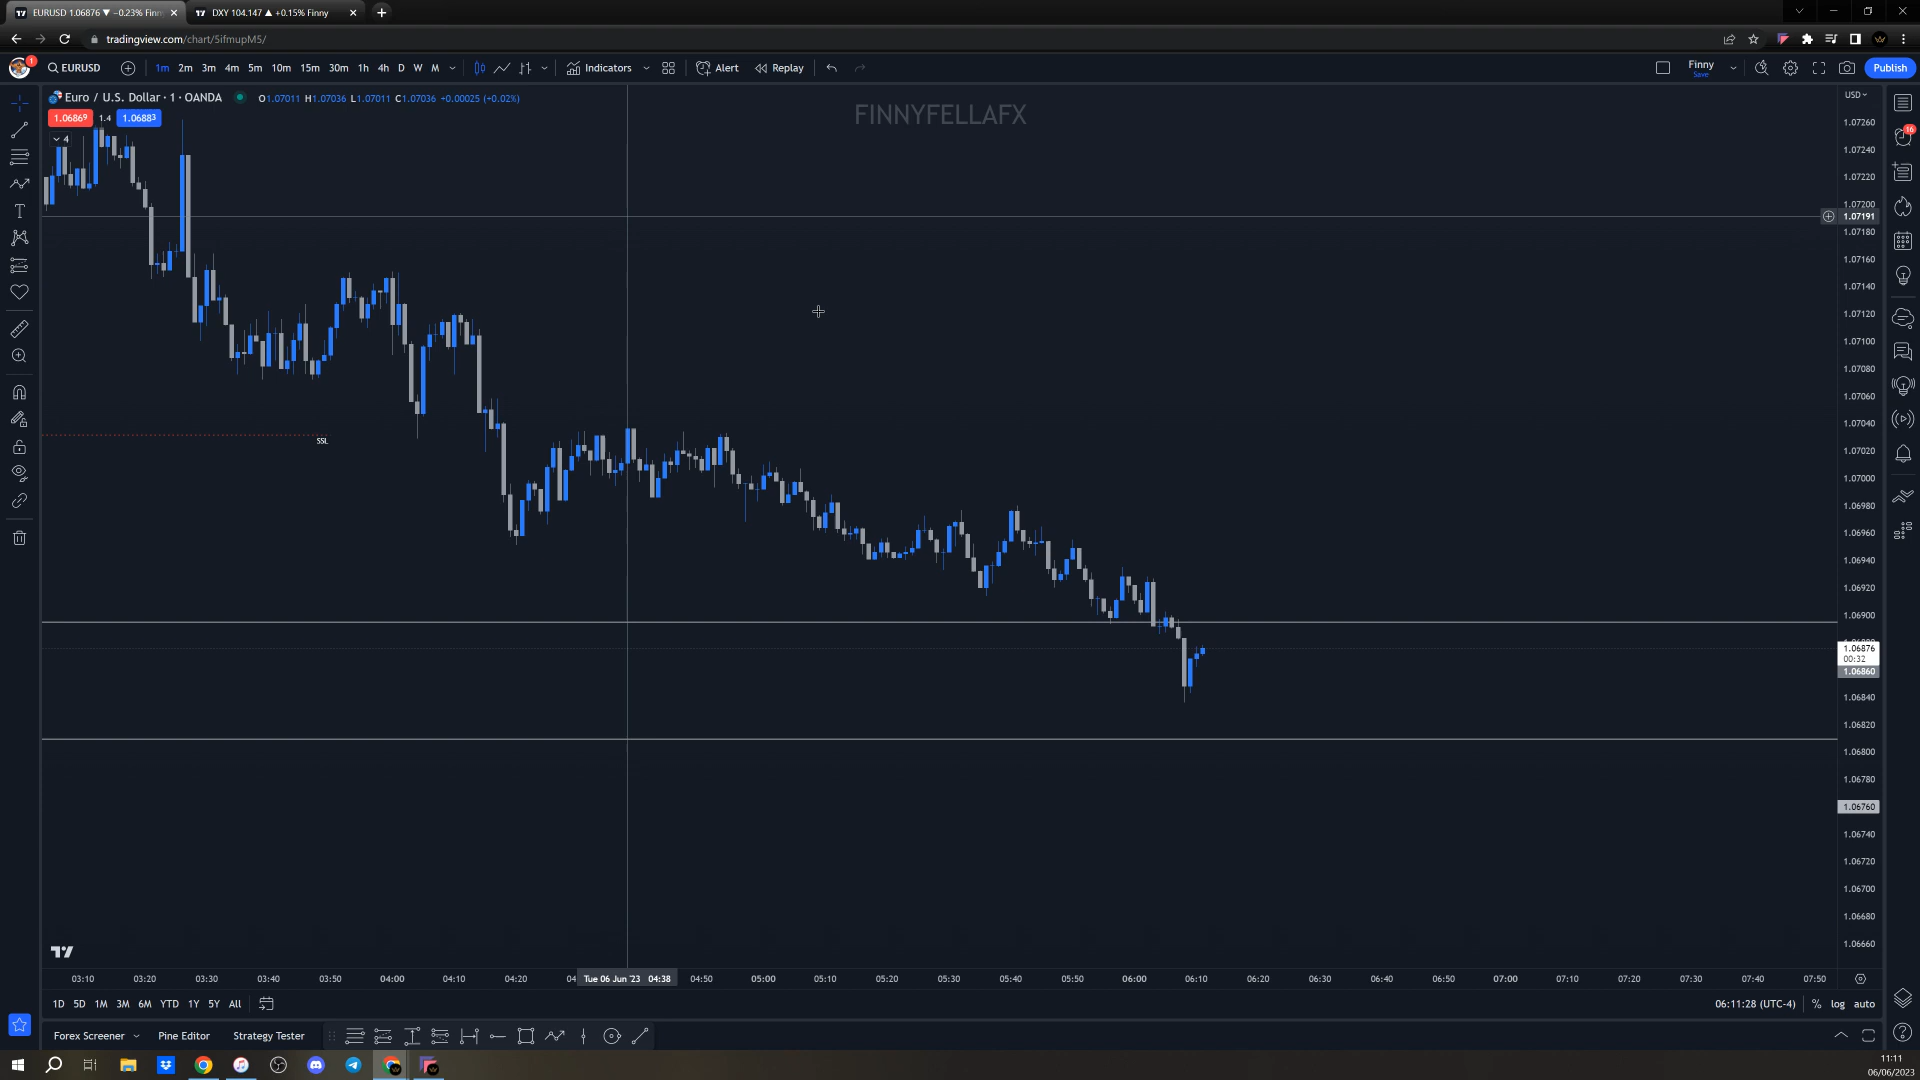 EURUSD 1.06876 ▼ −0.23% Finn
DXY 104.147 ▲ +0.15% Finny
tradingview.com/chart/5ifmupM5/
1
EURUSD
1m 2m 3m 4m 5m 10m 15m 30m 1h 4h D W M
Indicators
Alert
Replay
Finny
Save
Publish
Euro / U.S. Dollar · 1 · OANDA
O1.07011 H1.07036 L1.07011 C1.07036 +0.00025 (+0.02%)
1.06869 1.4 1.06883
4
FINNYFELLAFX
USD
1.07260
1.07240
1.07220
1.07200
1.07191
1.07180
1.07160
1.07140
1.07120
1.07100
1.07080
1.07060
1.07040
1.07020
1.07000
1.06980
1.06960
1.06940
1.06920
1.06900
1.06876
00:32
1.06860
1.06840
1.06820
1.06800
1.06780
1.06760
1.06740
1.06720
1.06700
1.06680
1.06660
16
SSL
03:10 03:20 03:30 03:40 03:50 04:00 04:10 04:20 04 Tue 06 Jun '23 04:38 04:50 05:00 05:10 05:20 05:30 05:40 05:50 06:00 06:10 06:20 06:30 06:40 06:50 07:00 07:10 07:20 07:30 07:40 07:50
1D 5D 1M 3M 6M YTD 1Y 5Y All
06:11:28 (UTC-4) % log auto
Forex Screener Pine Editor Strategy Tester
11:11
06/06/2023